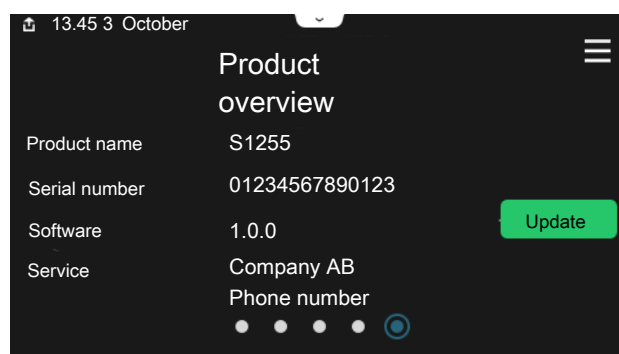 13.45 3 October
Product
overview
Product name S1255
Serial number 01234567890123
Software 1.0.0 Update
Service Company AB
Phone number